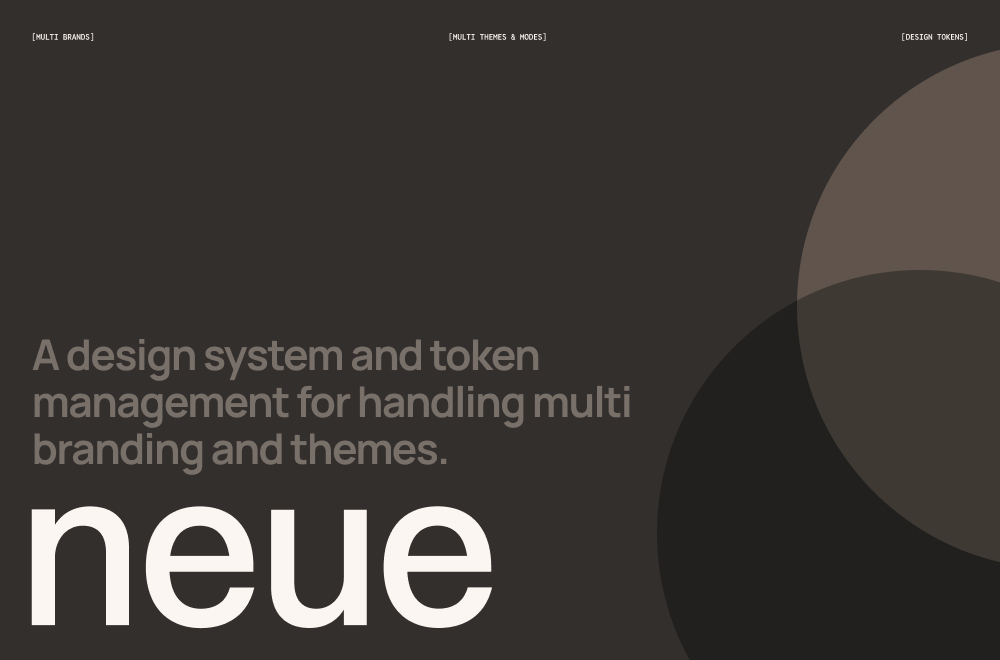 [MULTI BRANDS]
[MULTI THEMES & MODES]
[DESIGN TOKENS]
A design system and token
management for handling multi
branding and themes.
neue